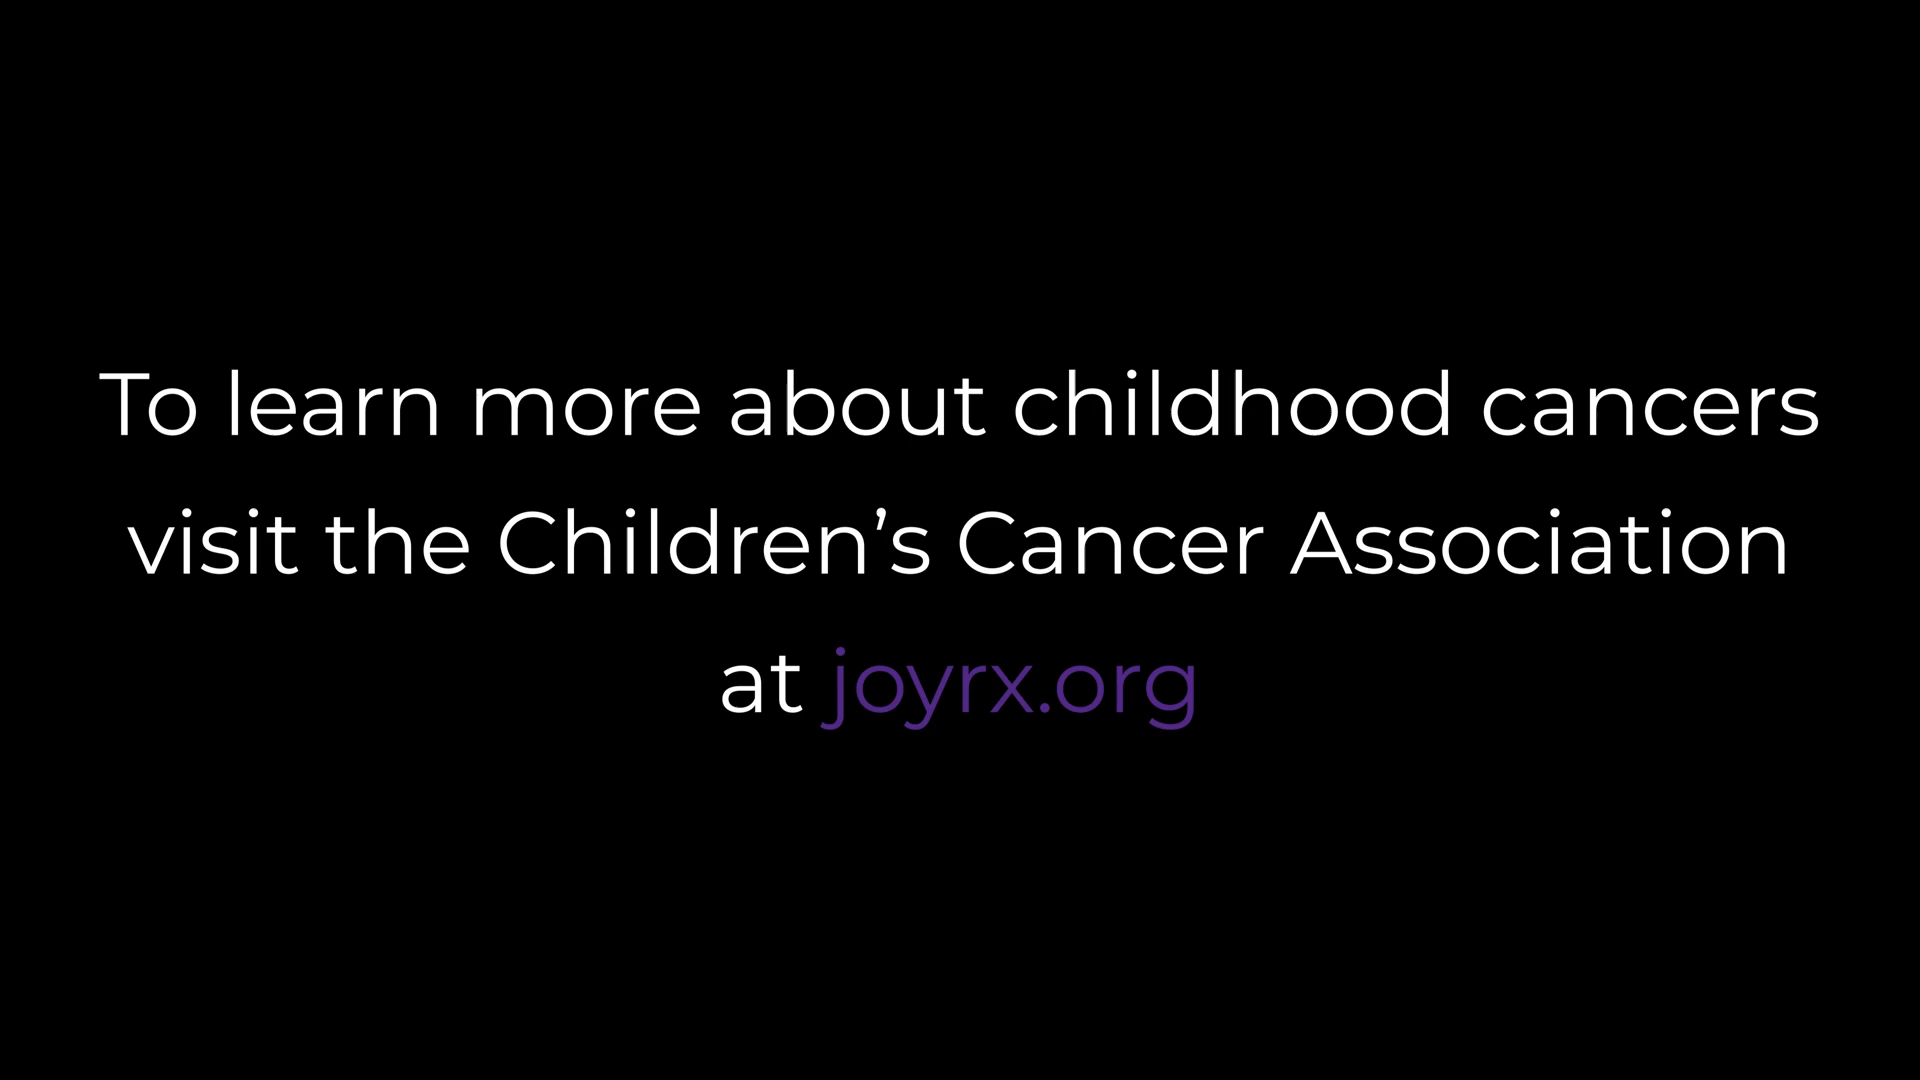 To learn more about childhood cancers
visit the Children’s Cancer Association
at joyrx.org